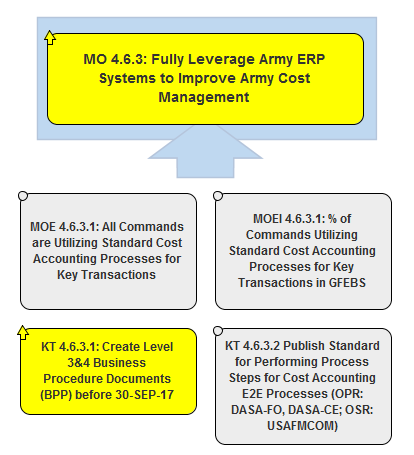 MO 4.6.3: Fully Leverage Army ERP
Systems to Improve Army Cost
Management
MOE 4.6.3.1: All Commands
are Utilizing Standard Cost
Accounting Processes for
Key Transactions
MOEI 4.6.3.1: % of
Commands Utilizing
Standard Cost Accounting
Processes for Key
Transactions in GFEBS
KT 4.6.3.1: Create Level
3&4 Business
Procedure Documents
(BPP) before 30-SEP-17
KT 4.6.3.2 Publish Standard
for Performing Process
Steps for Cost Accounting
E2E Processes (OPR:
DASA-FO, DASA-CE; OSR:
USAFMCOM)